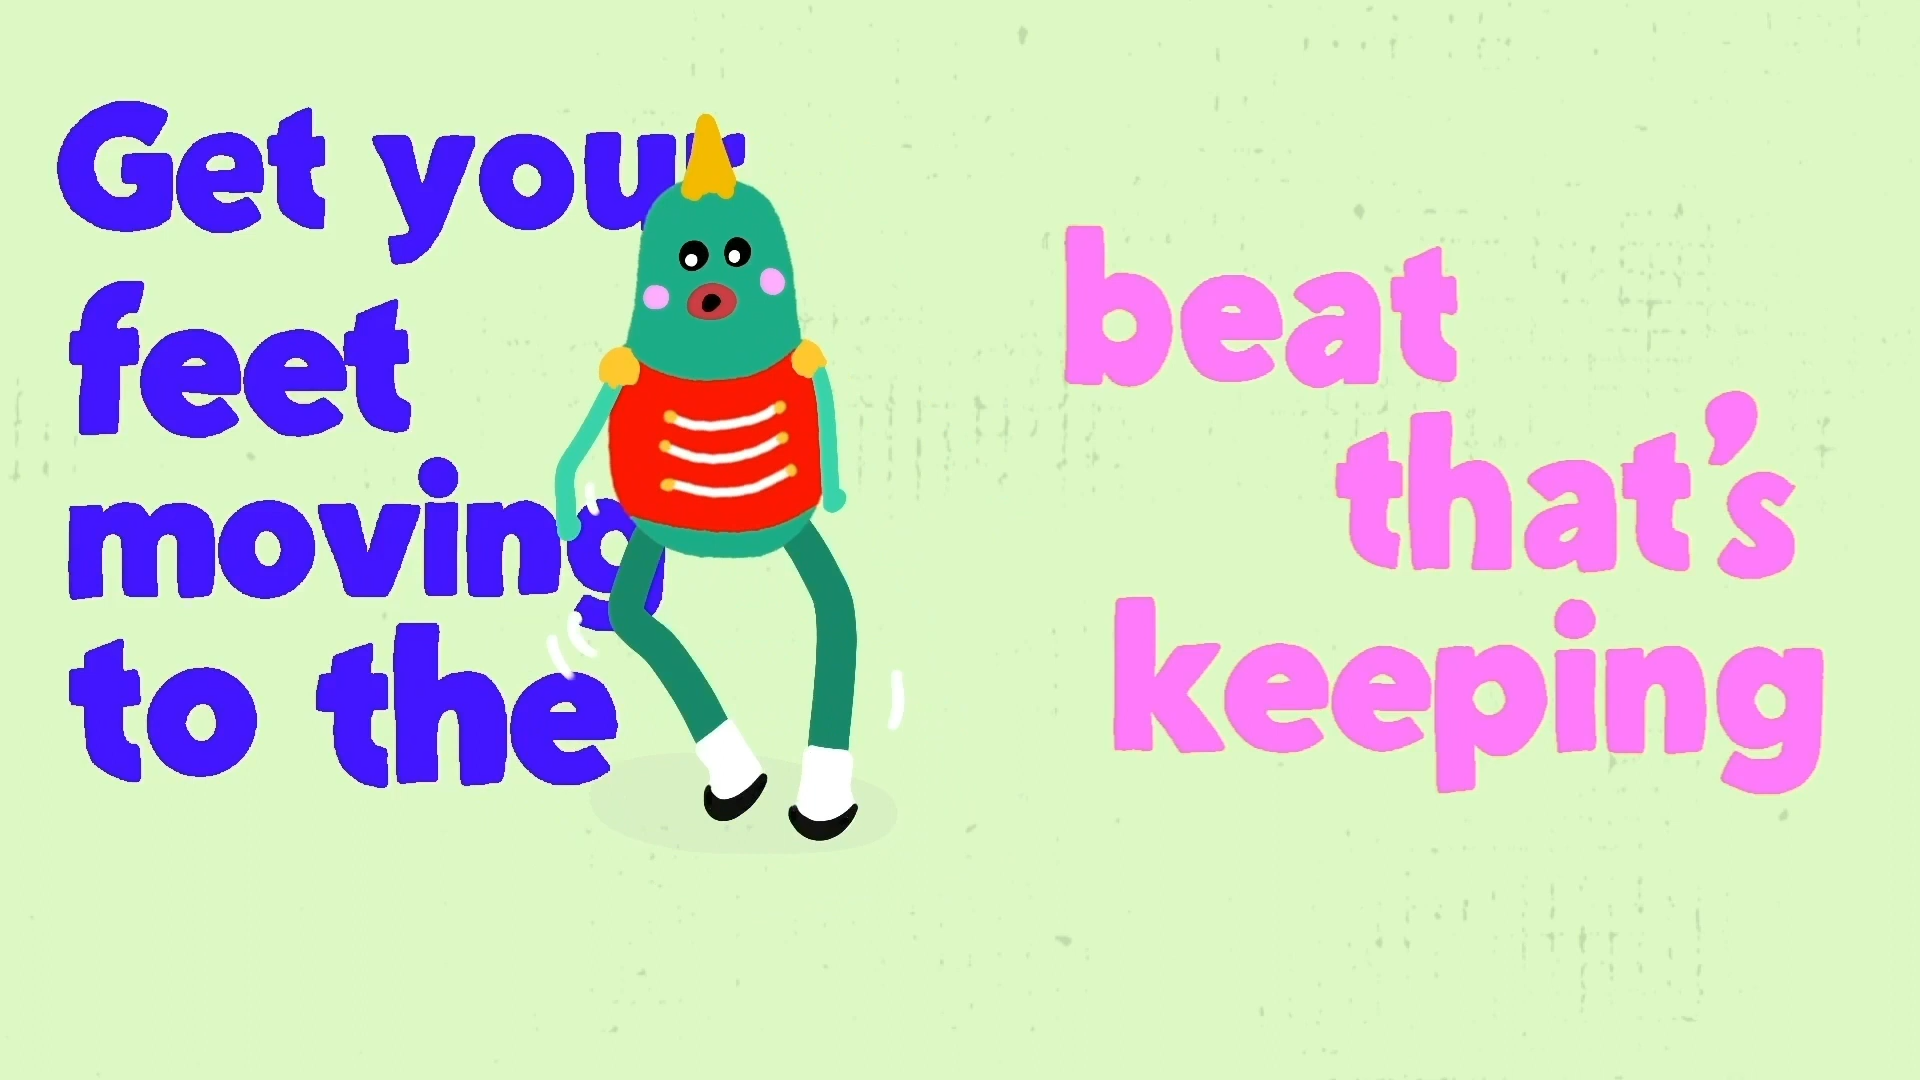 Get your
feet
moving
to the
beat
that's
keeping